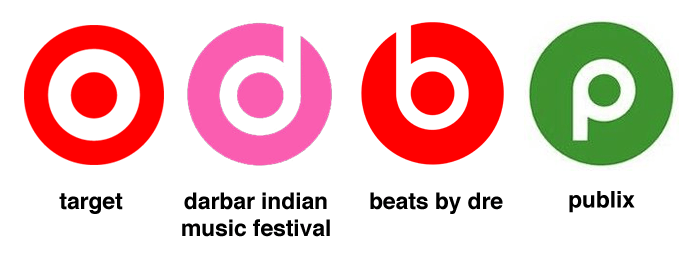 d
b
p
target
darbar indian
music festival
beats by dre
publix